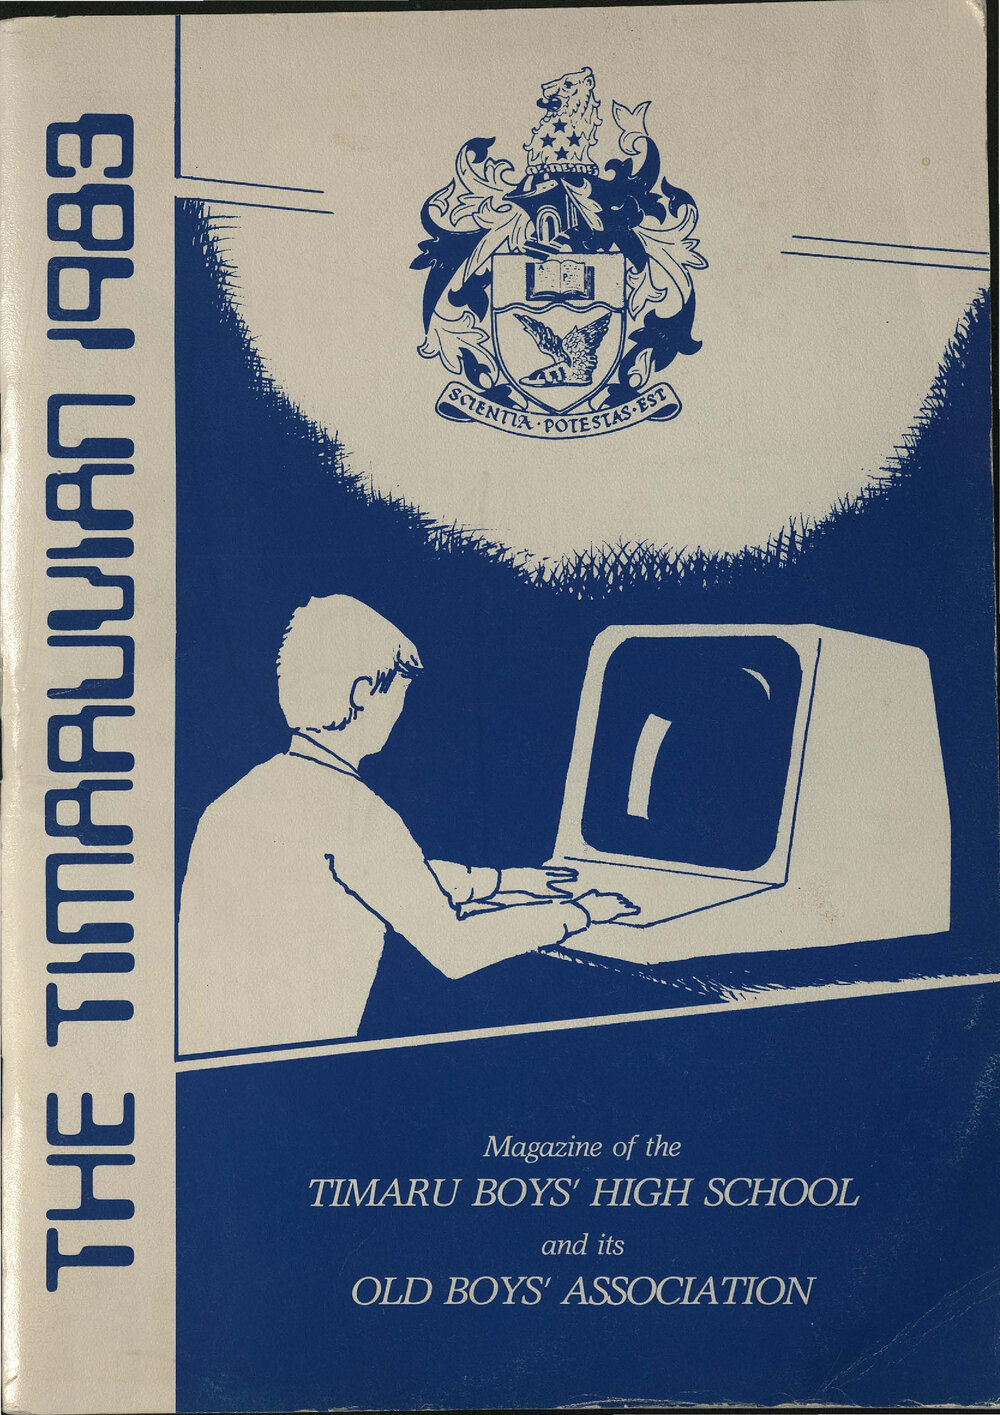 THE TIMARUVIAN 1983
A P
SCIENTIA · POTESTAS · EST
Magazine of the
TIMARU BOYS' HIGH SCHOOL
and its
OLD BOYS' ASSOCIATION